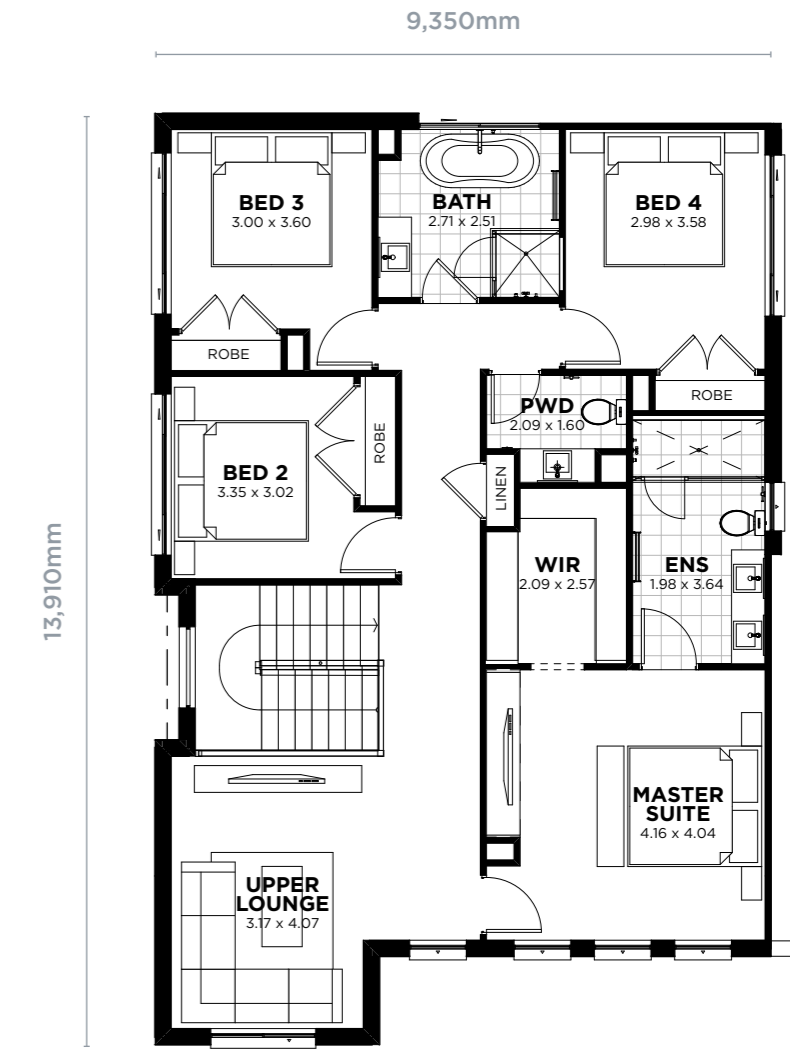 9,350mm
13,910mm
BED 3
3.00 x 3.60
BATH
2.71 x 2.51
BED 4
2.98 x 3.58
ROBE
ROBE
PWD
2.09 x 1.60
BED 2
3.35 x 3.02
ROBE
LINEN
WIR
2.09 x 2.57
ENS
1.98 x 3.64
MASTER
SUITE
4.16 x 4.04
UPPER
LOUNGE
3.17 x 4.07